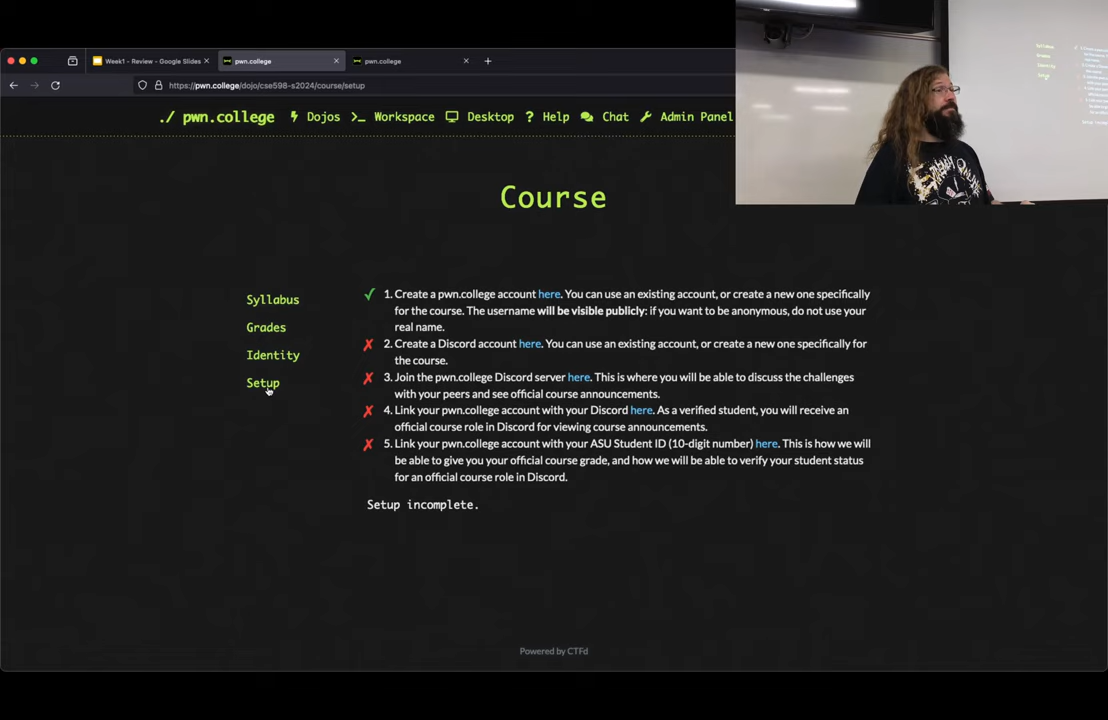 Week1 - Review - Google Slides
pwn.college
pwn.college
https://pwn.college/dojo/cse598-s2024/course/setup
./ pwn.college
Dojos
Workspace
Desktop
? Help
Chat
Admin Panel
Course
Syllabus
Grades
Identity
Setup
1. Create a pwn.college account here. You can use an existing account, or create a new one specifically
for the course. The username will be visible publicly: if you want to be anonymous, do not use your
real name.
2. Create a Discord account here. You can use an existing account, or create a new one specifically for
the course.
3. Join the pwn.college Discord server here. This is where you will be able to discuss the challenges
with your peers and see official course announcements.
4. Link your pwn.college account with your Discord here. As a verified student, you will receive an
official course role in Discord for viewing course announcements.
5. Link your pwn.college account with your ASU Student ID (10-digit number) here. This is how we will
be able to give you your official course grade, and how we will be able to verify your student status
for an official course role in Discord.
Setup incomplete.
Powered by CTFd
Syllabus
Grades
Identity
Setup